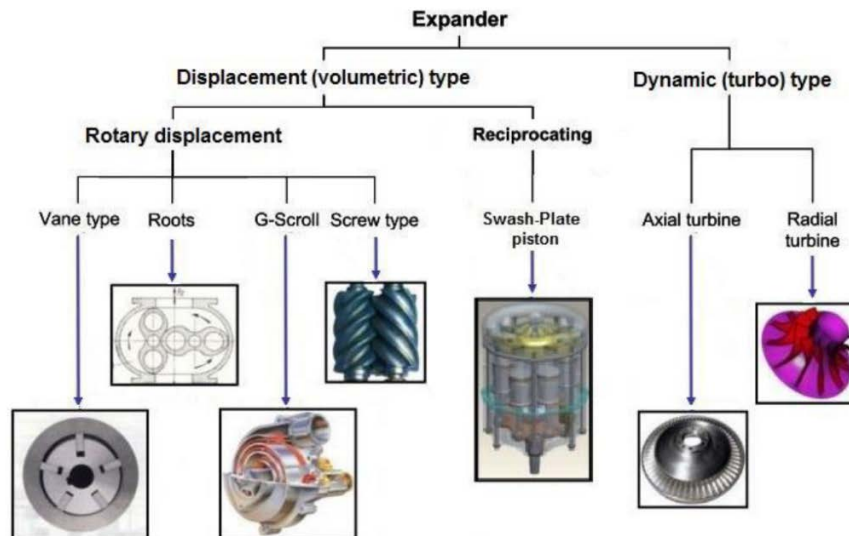 Expander
Displacement (volumetric) type
Dynamic (turbo) type
Rotary displacement
Reciprocating
Vane type
Roots
G-Scroll
Screw type
Swash-Plate
piston
Axial turbine
Radial
turbine